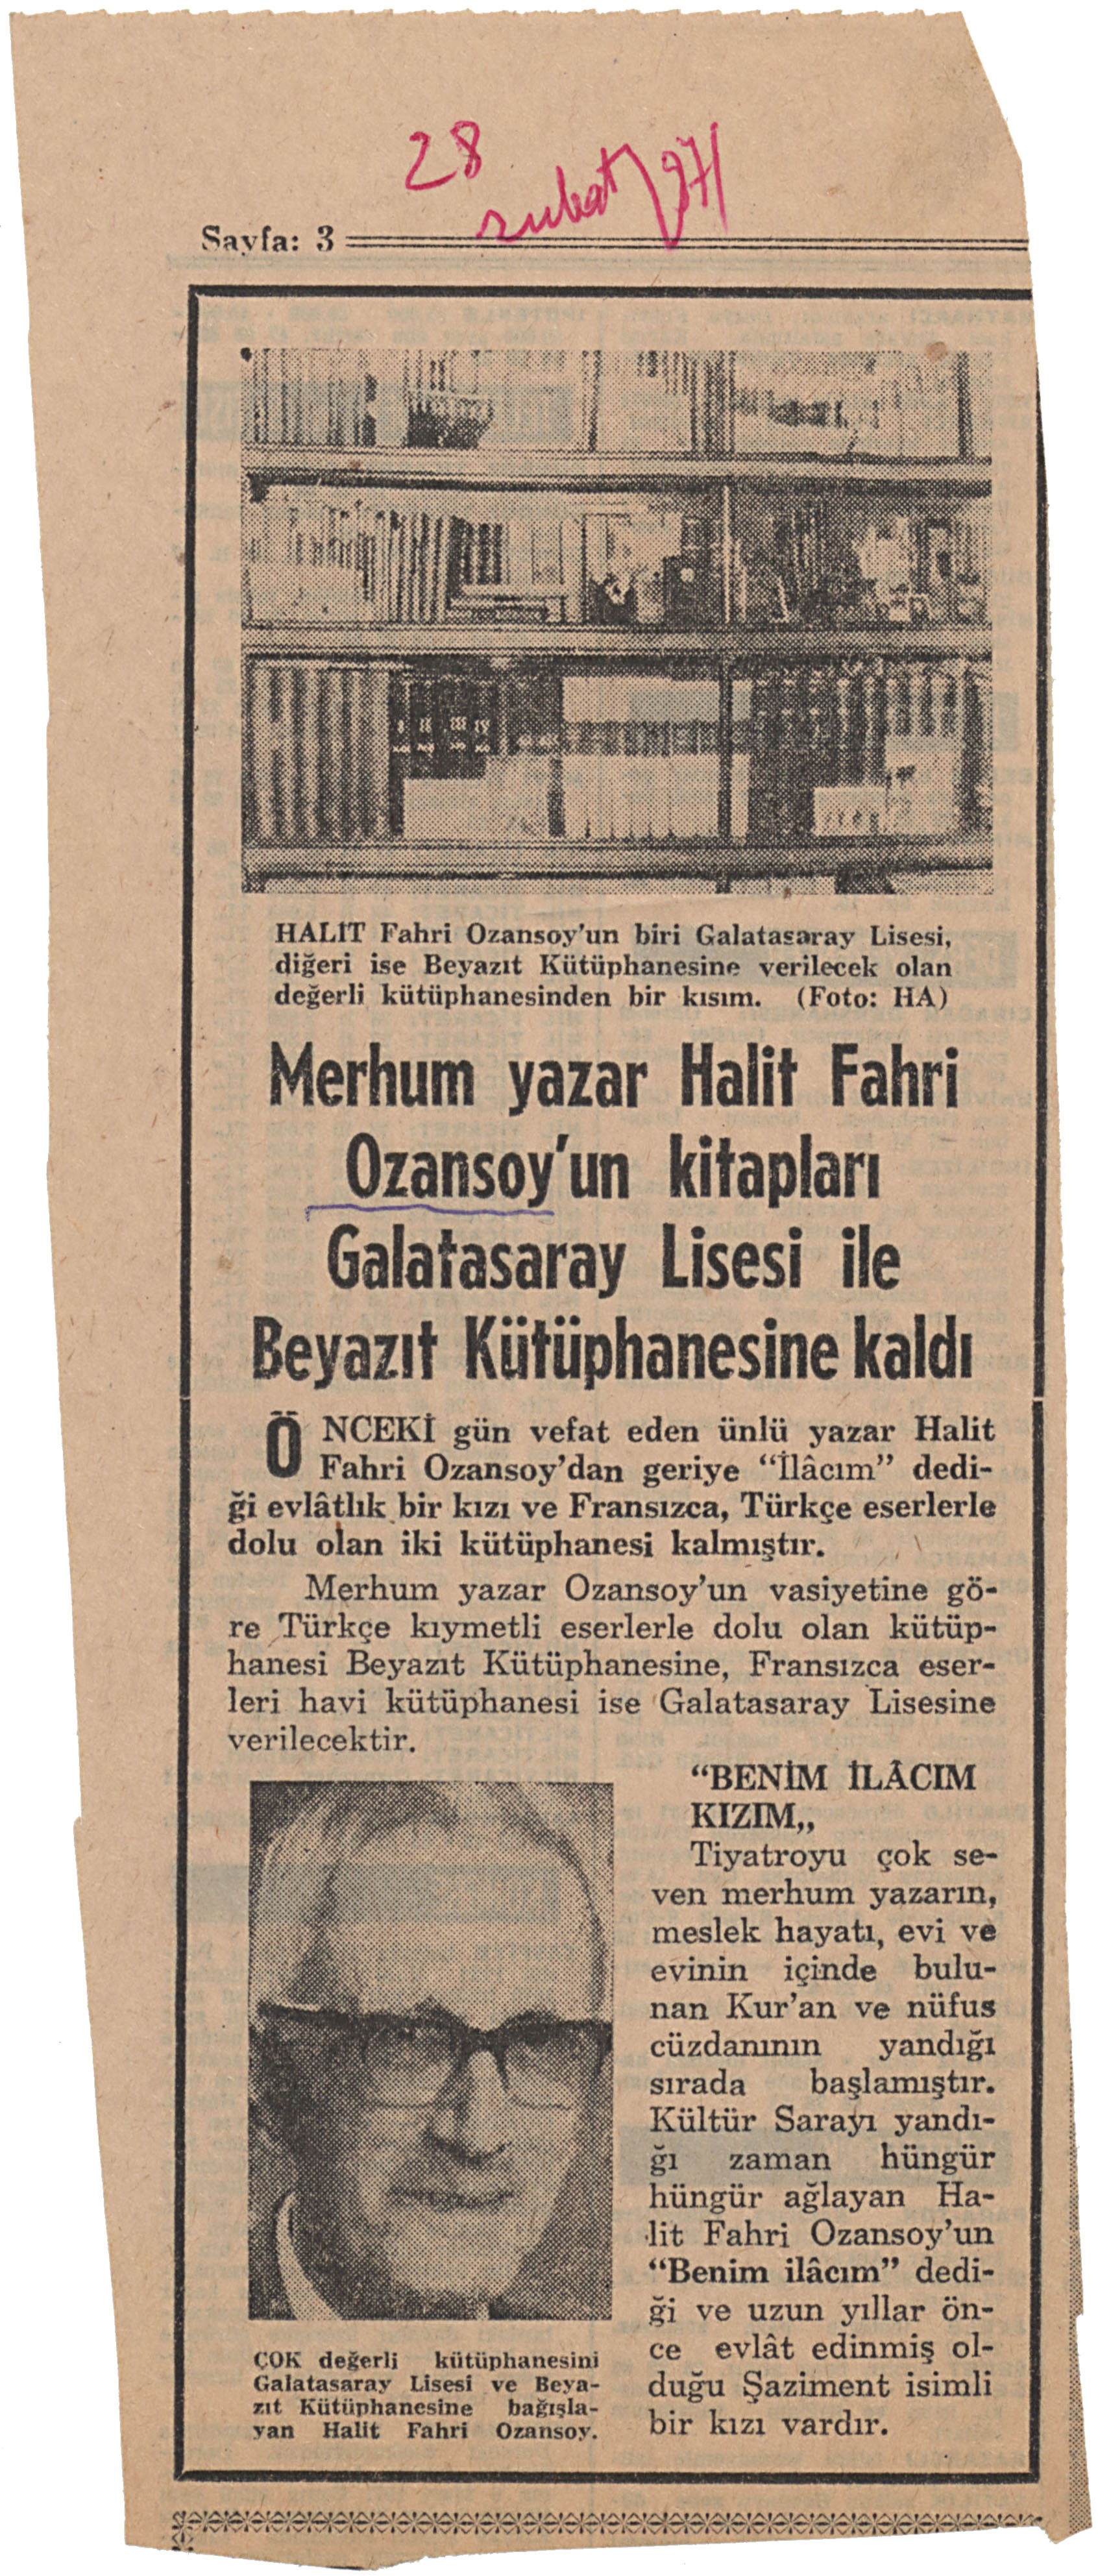 28
şubat 971
Sayfa: 3
HALİT Fahri Ozansoy'un biri Galatasaray Lisesi,
diğeri ise Beyazıt Kütüphanesine verilecek olan
değerli kütüphanesinden bir kısım. (Foto: HA)
Merhum yazar Halit Fahri
Ozansoy'un kitapları
Galatasaray Lisesi ile
Beyazıt Kütüphanesine kaldı
ÖNCEKİ gün vefat eden ünlü yazar Halit
Fahri Ozansoy'dan geriye “İlâcım” dedi-
ği evlâtlık bir kızı ve Fransızca, Türkçe eserlerle
dolu olan iki kütüphanesi kalmıştır.
Merhum yazar Ozansoy'un vasiyetine gö-
re Türkçe kıymetli eserlerle dolu olan kütüp-
hanesi Beyazıt Kütüphanesine, Fransızca eser-
leri havi kütüphanesi ise Galatasaray Lisesine
verilecektir.
“BENİM İLÂCIM
KIZIM,,
Tiyatroyu çok se-
ven merhum yazarın,
meslek hayatı, evi ve
evinin içinde bulu-
nan Kur'an ve nüfus
cüzdanının yandığı
sırada başlamıştır.
Kültür Sarayı yandı-
ğı zaman hüngür
hüngür ağlayan Ha-
lit Fahri Ozansoy'un
“Benim ilâcım” dedi-
ği ve uzun yıllar ön-
ce evlât edinmiş ol-
duğu Şaziment isimli
bir kızı vardır.
ÇOK değerli kütüphanesini
Galatasaray Lisesi ve Beya-
zıt Kütüphanesine bağışla-
yan Halit Fahri Ozansoy.